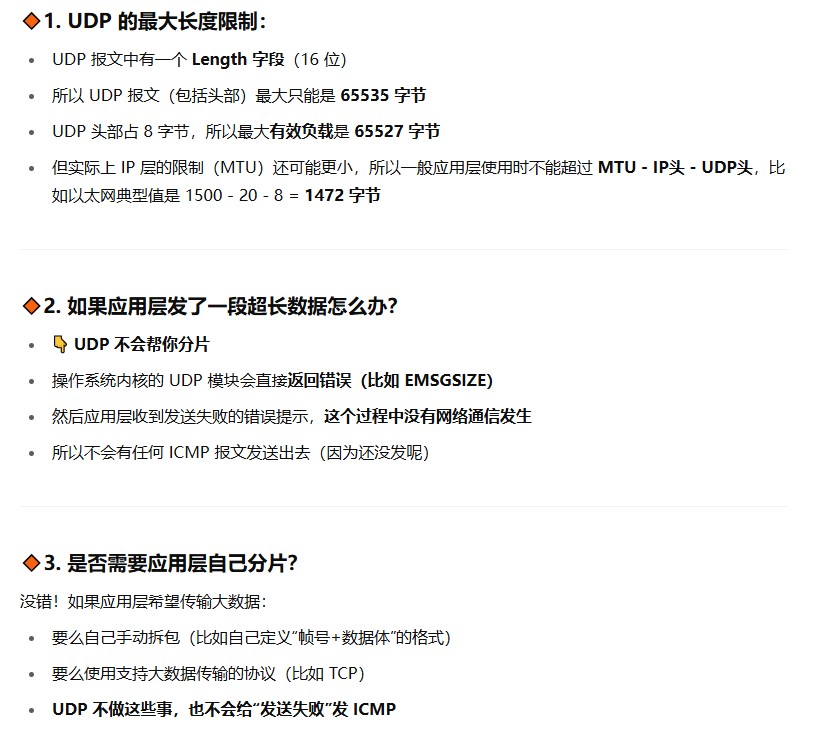 🔶1. UDP 的最大长度限制：
• UDP 报文中有一个 Length 字段（16 位）
• 所以 UDP 报文（包括头部）最大只能是 65535 字节
• UDP 头部占 8 字节，所以最大有效负载是 65527 字节
• 但实际上 IP 层的限制（MTU）还可能更小，所以一般应用层使用时不能超过 MTU - IP头 - UDP头，比
如以太网典型值是 1500 - 20 - 8 = 1472 字节
🔶2. 如果应用层发了一段超长数据怎么办？
• 👇 UDP 不会帮你分片
• 操作系统内核的 UDP 模块会直接返回错误（比如 EMSGSIZE）
• 然后应用层收到发送失败的错误提示，这个过程中没有网络通信发生
• 所以不会有任何 ICMP 报文发送出去（因为还没发呢）
🔶3. 是否需要应用层自己分片？
没错！如果应用层希望传输大数据：
• 要么自己手动拆包（比如自己定义“帧号+数据体”的格式）
• 要么使用支持大数据传输的协议（比如 TCP）
• UDP 不做这些事，也不会给“发送失败”发 ICMP